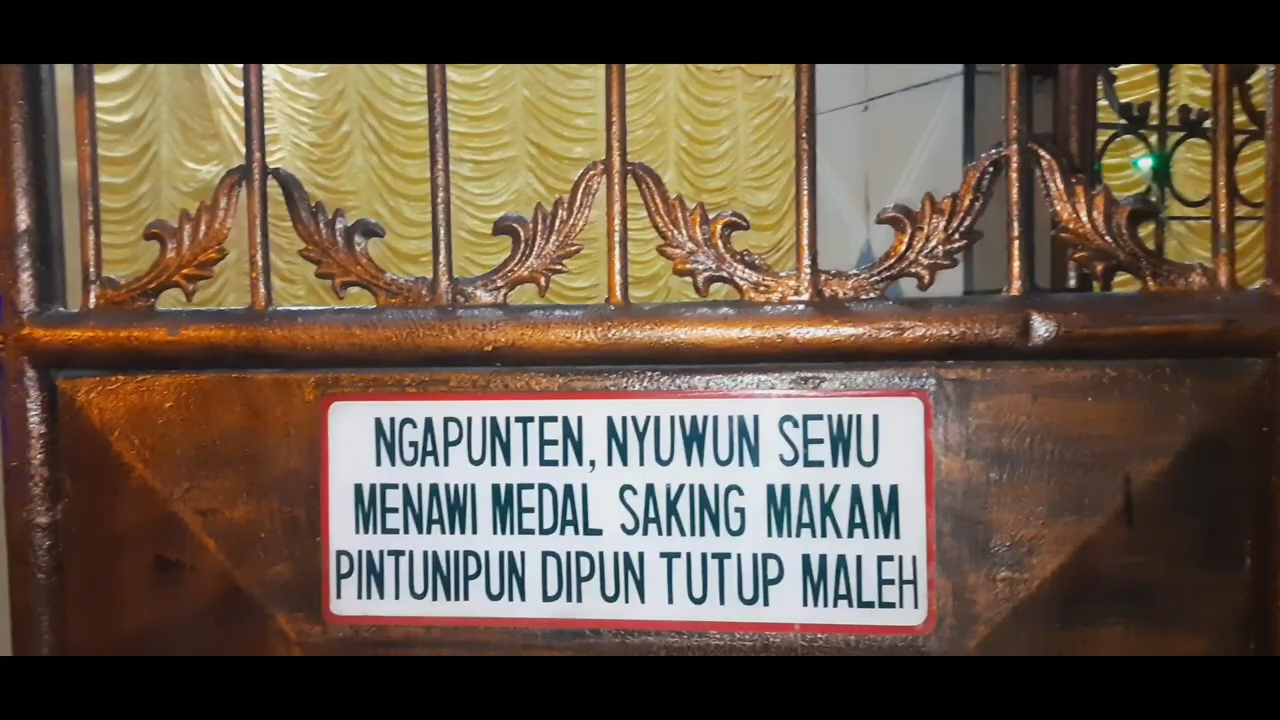 NGAPUNTEN, NYUWUN SEWU
MENAWI MEDAL SAKING MAKAM
PINTUNIPUN DIPUN TUTUP MALEH